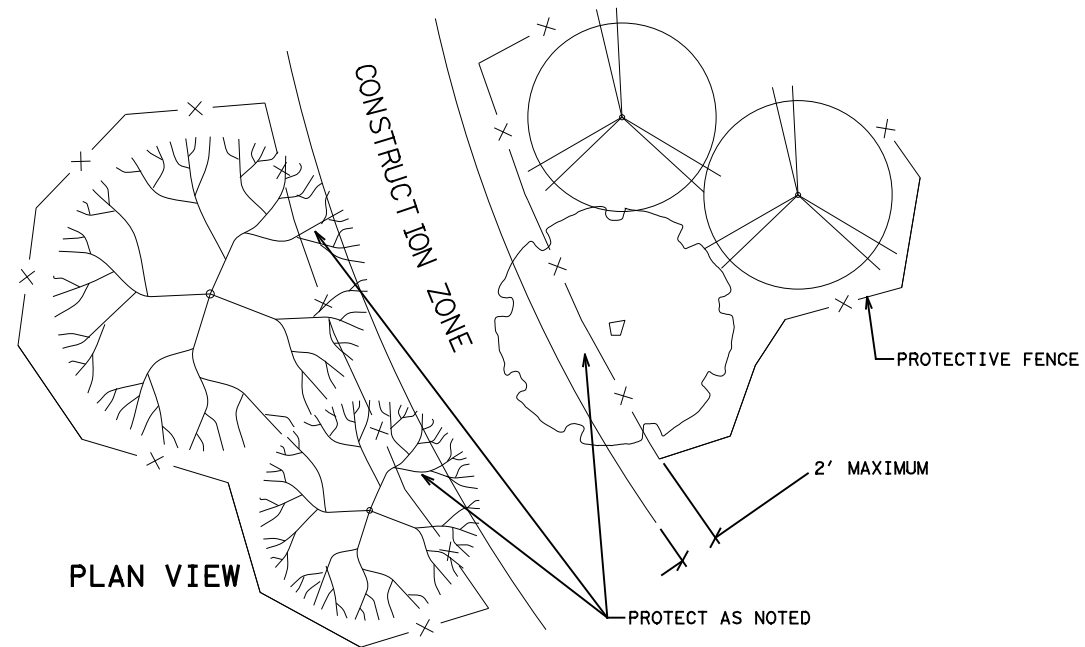 CONSTRUCTION ZONE
PROTECTIVE FENCE
2' MAXIMUM
PLAN VIEW
PROTECT AS NOTED